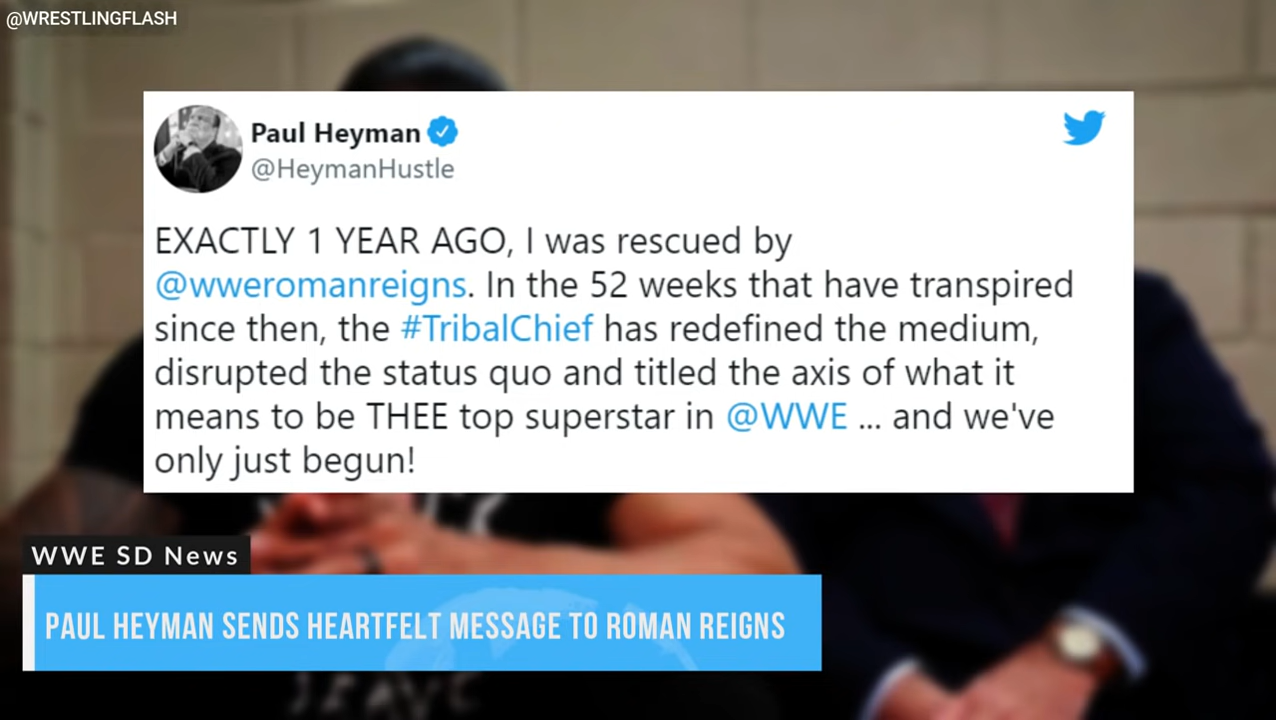 @WRESTLINGFLASH
Paul Heyman
@HeymanHustle
EXACTLY 1 YEAR AGO, I was rescued by
@wweromanreigns. In the 52 weeks that have transpired
since then, the #TribalChief has redefined the medium,
disrupted the status quo and titled the axis of what it
means to be THEE top superstar in @WWE ... and we've
only just begun!
WWE SD News
PAUL HEYMAN SENDS HEARTFELT MESSAGE TO ROMAN REIGNS